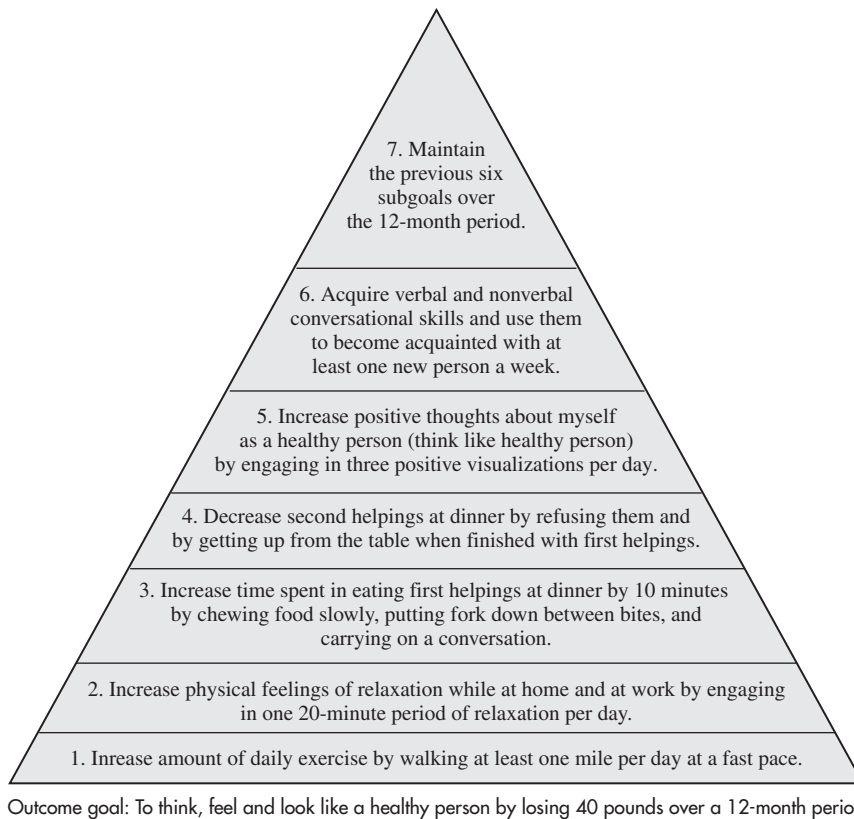 7. Maintain
the previous six
subgoals over
the 12-month period.
6. Acquire verbal and nonverbal
conversational skills and use them
to become acquainted with at
least one new person a week.
5. Increase positive thoughts about myself
as a healthy person (think like healthy person)
by engaging in three positive visualizations per day.
4. Decrease second helpings at dinner by refusing them and
by getting up from the table when finished with first helpings.
3. Increase time spent in eating first helpings at dinner by 10 minutes
by chewing food slowly, putting fork down between bites, and
carrying on a conversation.
2. Increase physical feelings of relaxation while at home and at work by engaging
in one 20-minute period of relaxation per day.
1. Inrease amount of daily exercise by walking at least one mile per day at a fast pace.
Outcome goal: To think, feel and look like a healthy person by losing 40 pounds over a 12-month perio